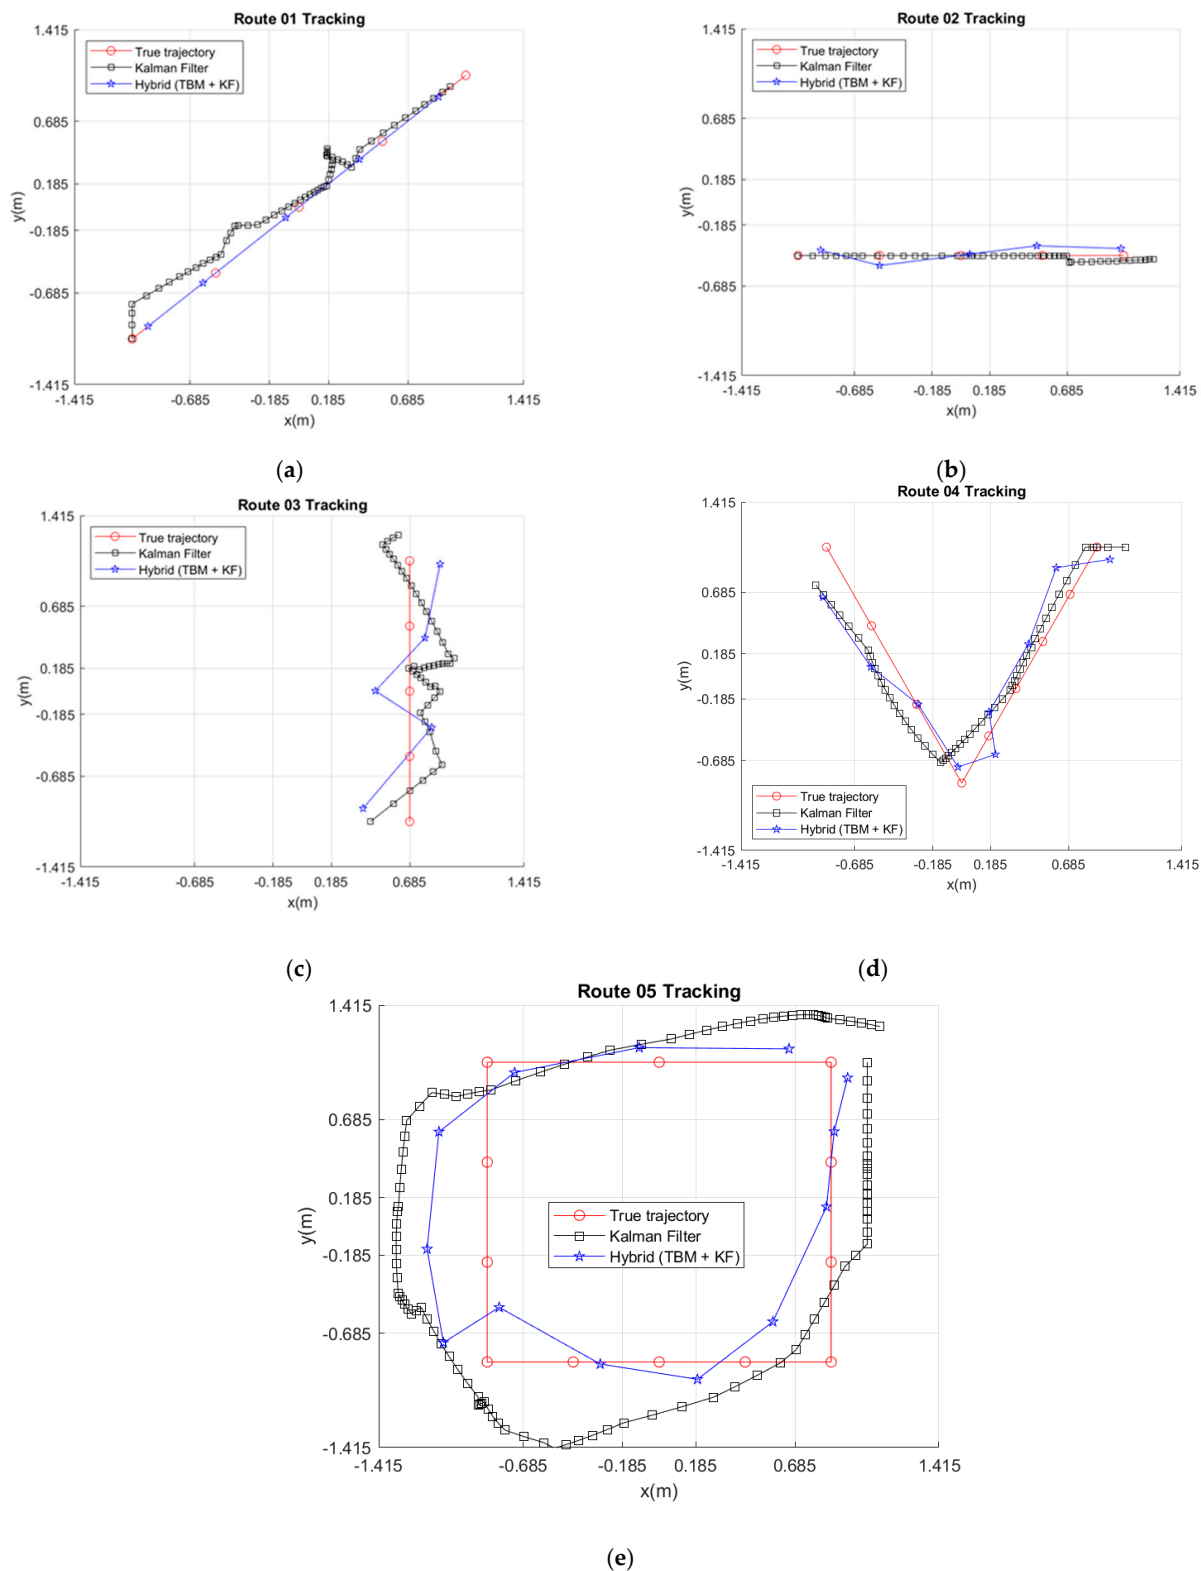 Route 01 Tracking
1.415
0.685
0.185
-0.185
-0.685
-1.415
y(m)
True trajectory
Kalman Filter
Hybrid (TBM + KF)
-1.415 -0.685 -0.185 0.185 0.685 1.415
x(m)
(a)
Route 02 Tracking
1.415
0.685
0.185
-0.185
-0.685
-1.415
y(m)
True trajectory
Kalman Filter
Hybrid (TBM + KF)
-1.415 -0.685 -0.185 0.185 0.685 1.415
x(m)
(b)
Route 03 Tracking
1.415
0.685
0.185
-0.185
-0.685
-1.415
y(m)
True trajectory
Kalman Filter
Hybrid (TBM + KF)
-1.415 -0.685 -0.185 0.185 0.685 1.415
x(m)
(c)
Route 04 Tracking
1.415
0.685
0.185
-0.185
-0.685
-1.415
y(m)
True trajectory
Kalman Filter
Hybrid (TBM + KF)
-1.415 -0.685 -0.185 0.185 0.685 1.415
x(m)
(d)
Route 05 Tracking
1.415
0.685
0.185
-0.185
-0.685
-1.415
y(m)
True trajectory
Kalman Filter
Hybrid (TBM + KF)
-1.415 -0.685 -0.185 0.185 0.685 1.415
x(m)
(e)